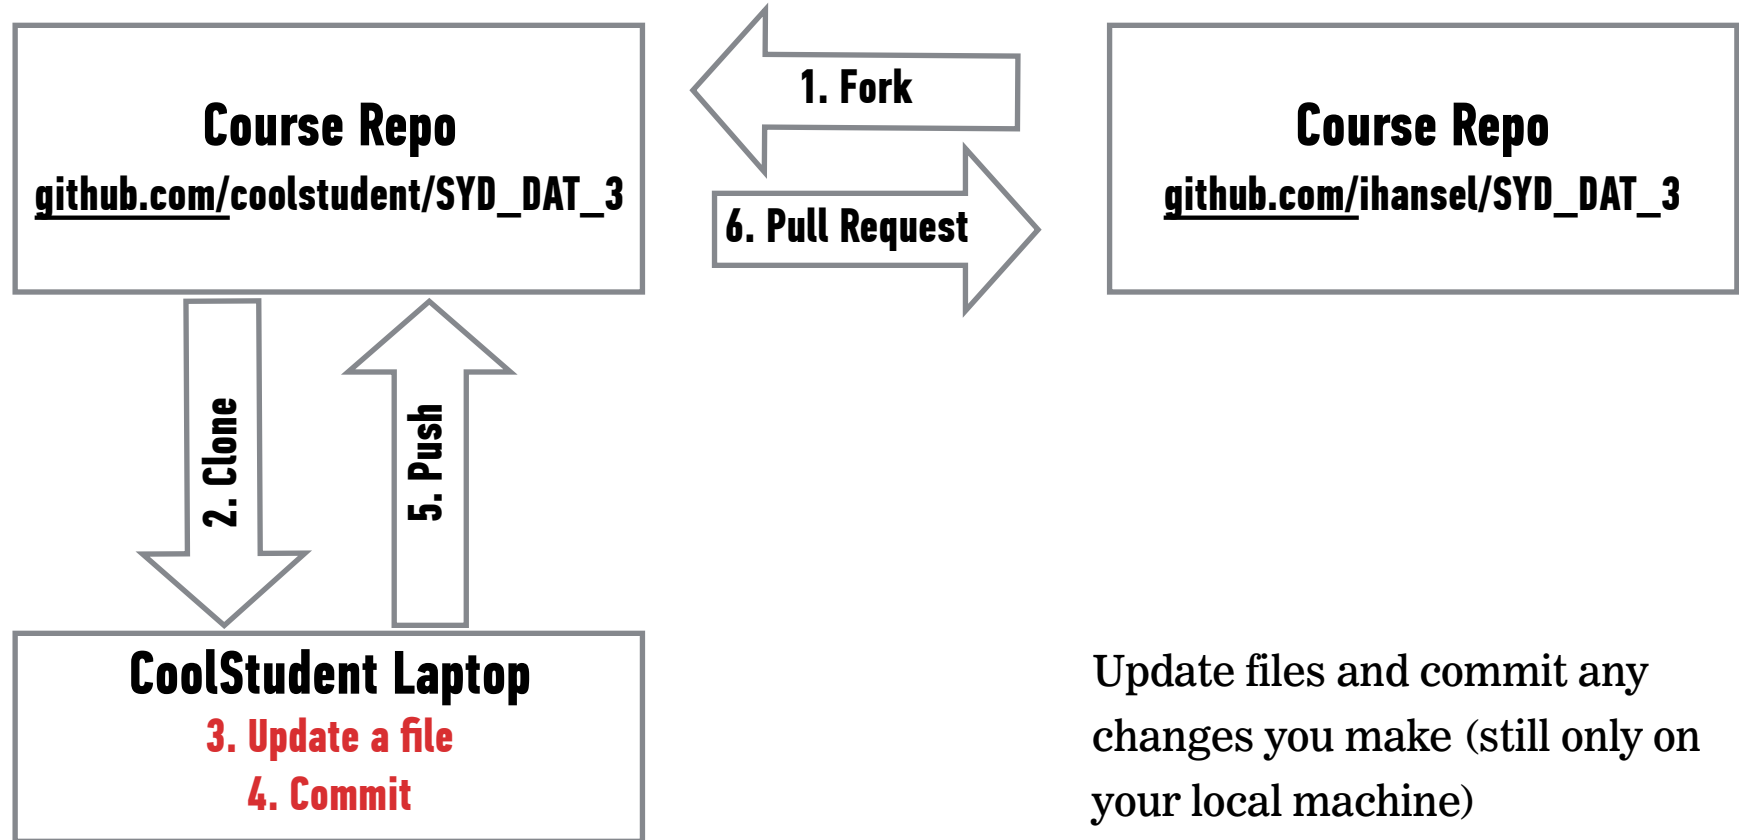 Course Repo
github.com/coolstudent/SYD_DAT_3
1. Fork
6. Pull Request
Course Repo
github.com/ihansel/SYD_DAT_3
2. Clone
5. Push
CoolStudent Laptop
3. Update a file
4. Commit
Update files and commit any
changes you make (still only on
your local machine)